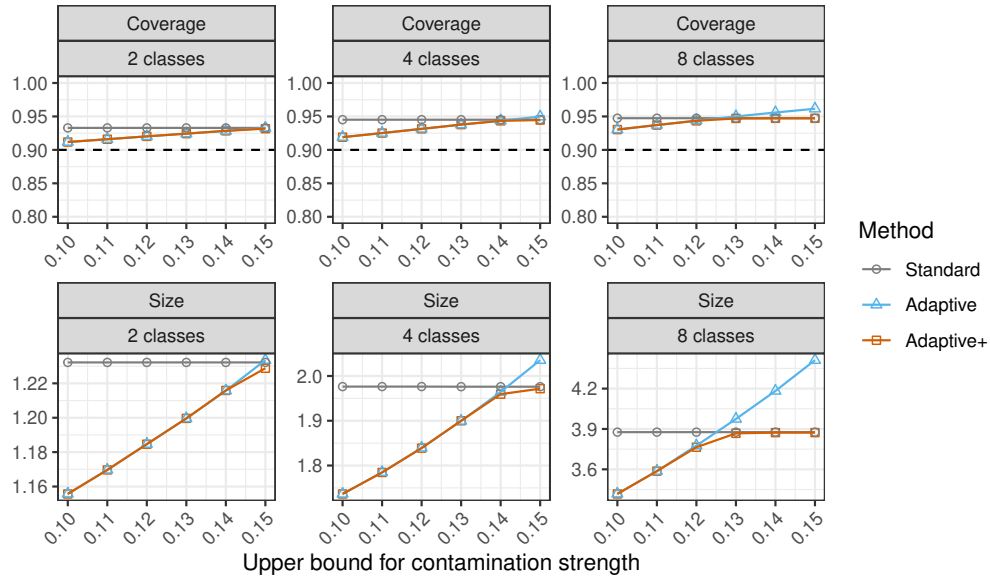 Coverage Coverage Coverage
2 classes 4 classes 8 classes
1.00 1.00 1.00
0.95 0.95 0.95
0.90 0.90 0.90
0.85 0.85 0.85
0.80 0.80 0.80
0.10 0.11 0.12 0.13 0.14 0.15 0.10 0.11 0.12 0.13 0.14 0.15 0.10 0.11 0.12 0.13 0.14 0.15
Size Size Size
2 classes 4 classes 8 classes
1.22 2.0 4.2
1.20 1.9 3.9
1.18 1.8 3.6
1.16
0.10 0.11 0.12 0.13 0.14 0.15 0.10 0.11 0.12 0.13 0.14 0.15 0.10 0.11 0.12 0.13 0.14 0.15
Upper bound for contamination strength
Method
Standard
Adaptive
Adaptive+